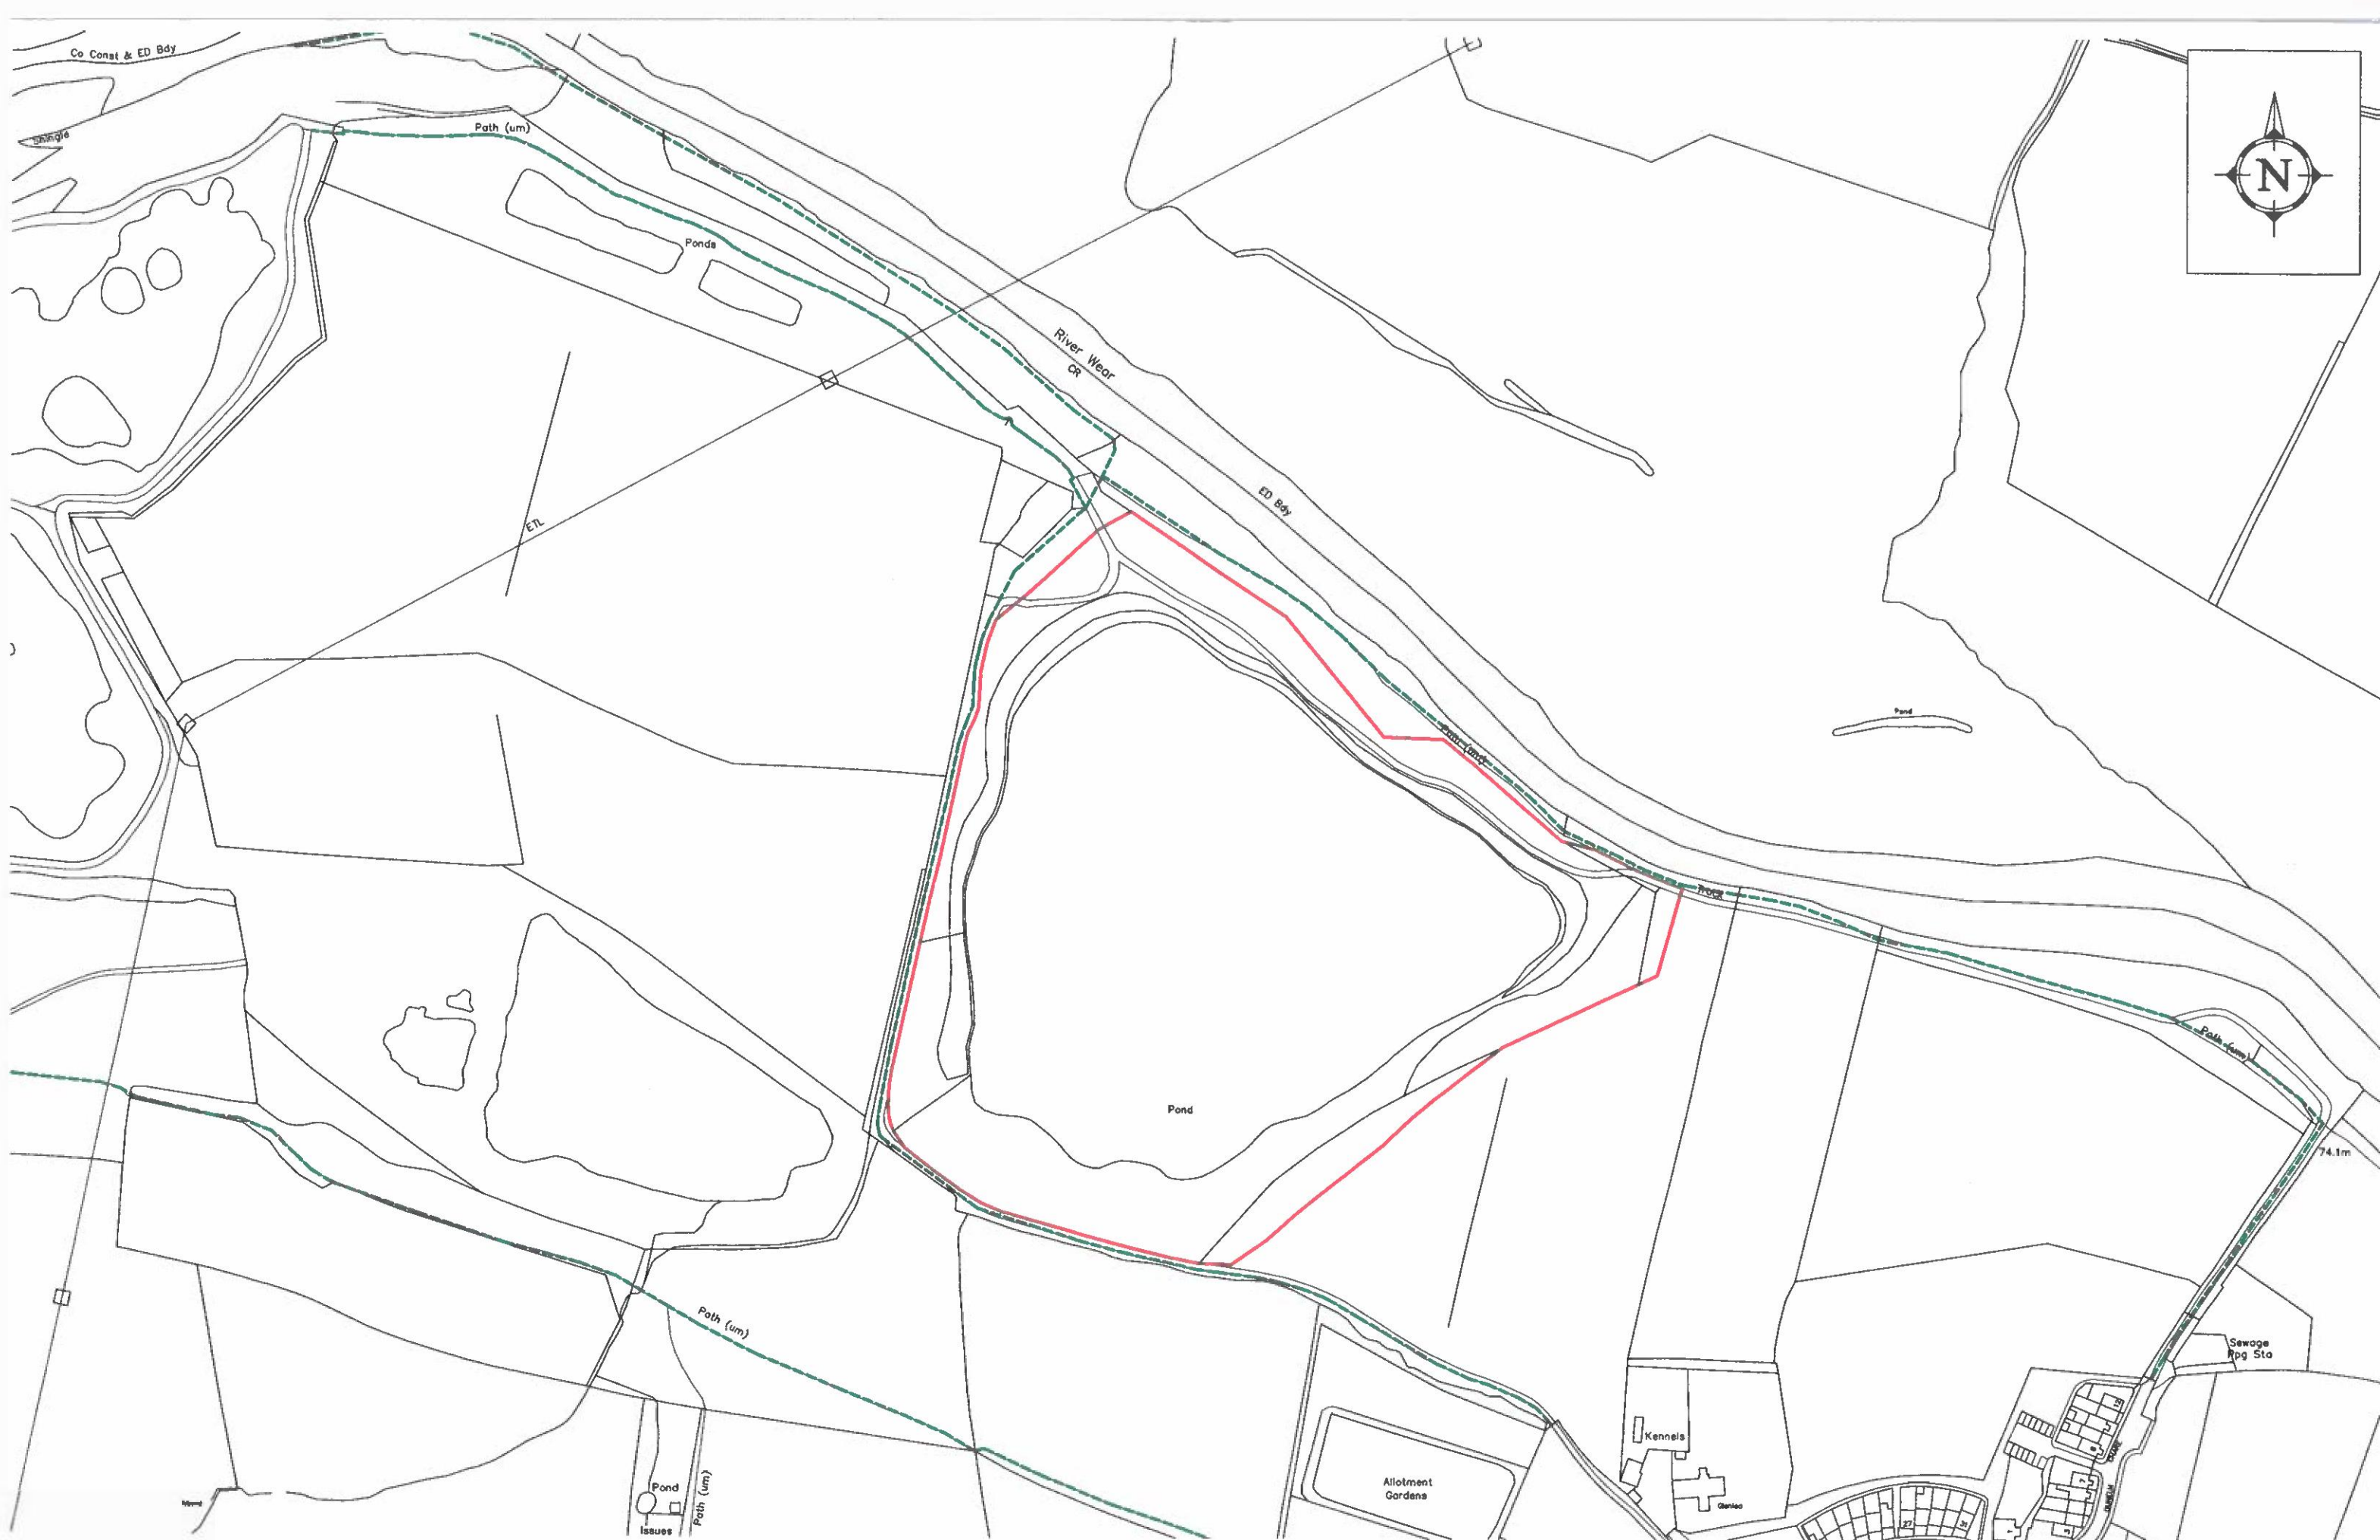 Co Const & ED Bdy
Shingle
Path (um)
N
Ponds
River Wear
CR
ETL
ED Bdy
Pond
Path (um)
Track
Path (um)
Pond
74.1m
Path (um)
Sewage
Ppg Sta
Kennels
Pond
Path (um)
Allotment
Gardens
Issues
27